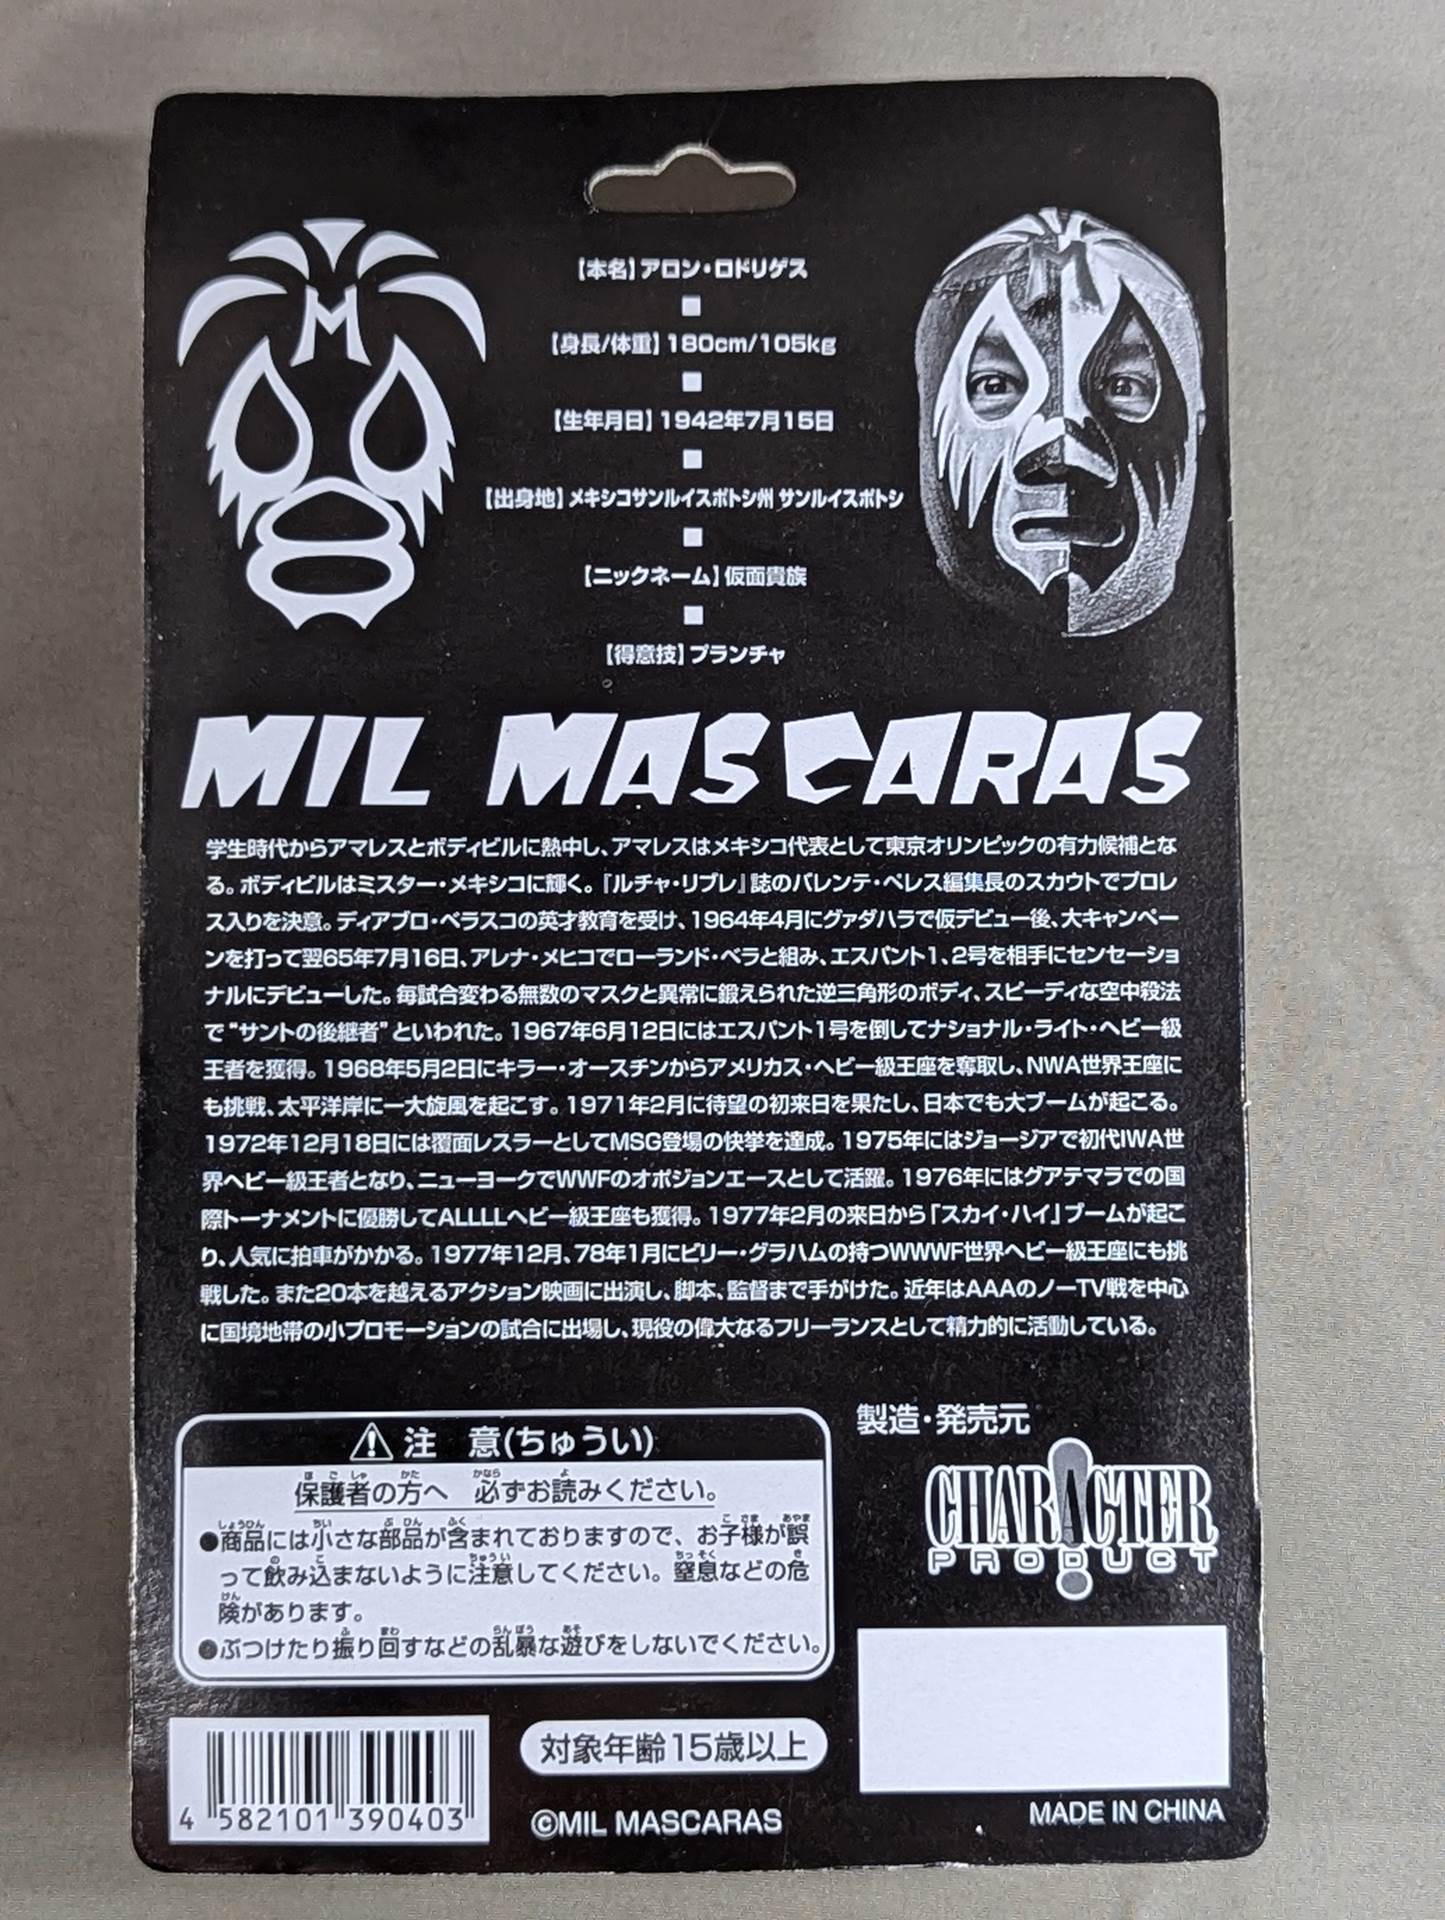 【本名】アロン・ロドリゲス
【身長/体重】180cm/105kg
【生年月日】1942年7月15日
【出身地】メキシコサンルイスポトシ州 サンルイスポトシ
【ニックネーム】仮面貴族
【得意技】プランチャ
M
M
MIL MASCARAS
学生時代からアマレスとボディビルに熱中し、アマレスはメキシコ代表として東京オリンピックの有力候補とな
る。ボディビルはミスター・メキシコに輝く。『ルチャ・リブレ』誌のバレンテ・ペレス編集長のスカウトでプロレ
ス入りを決意。ディアブロ・ベラスコの英才教育を受け、1964年4月にグァダハラで仮デビュー後、大キャンペー
ンを打って翌65年7月16日、アレナ・メヒコでローランド・ベラと組み、エスパント1、2号を相手にセンセーショ
ナルにデビューした。毎試合変わる無数のマスクと異常に鍛えられた逆三角形のボディ、スピーディな空中殺法
で“サントの後継者”といわれた。1967年6月12日にはエスパント1号を倒してナショナル・ライト・ヘビー級
王者を獲得。1968年5月2日にキラー・オースチンからアメリカス・ヘビー級王座を奪取し、NWA世界王座に
も挑戦、太平洋岸に一大旋風を起こす。1971年2月に待望の初来日を果たし、日本でも大ブームが起こる。
1972年12月18日には覆面レスラーとしてMSG登場の快挙を達成。1975年にはジョージアで初代IWA世
界ヘビー級王者となり、ニューヨークでWWFのオポジョンエースとして活躍。1976年にはグアテマラでの国
際トーナメントに優勝してALLLLヘビー級王座も獲得。1977年2月の来日から「スカイ・ハイ」ブームが起こ
り、人気に拍車がかかる。1977年12月、78年1月にビリー・グラハムの持つWWWF世界ヘビー級王座にも挑
戦した。また20本を越えるアクション映画に出演し、脚本、監督まで手がけた。近年はAAAのノーTV戦を中心
に国境地帯の小プロモーションの試合に出場し、現役の偉大なるフリーランスとして精力的に活動している。
注 意(ちゅうい)
保護者の方へ 必ずお読みください。
●商品には小さな部品が含まれておりますので、お子様が誤
って飲み込まないように注意してください。窒息などの危
険があります。
●ぶつけたり振り回すなどの乱暴な遊びをしないでください。
製造・発売元
CHARACTER
PRODUCT
対象年齢15歳以上
4 582101 390403
©MIL MASCARAS
MADE IN CHINA